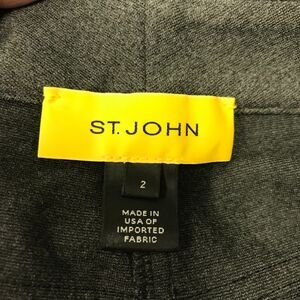 ST. JOHN
2
MADE IN
USA OF
IMPORTED
FABRIC